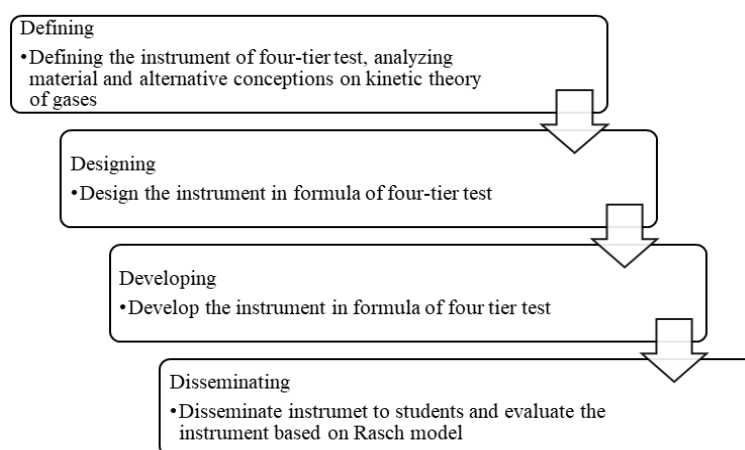 Defining
•Defining the instrument of four-tier test, analyzing
material and alternative conceptions on kinetic theory
of gases
Designing
•Design the instrument in formula of four-tier test
Developing
•Develop the instrument in formula of four tier test
Disseminating
•Disseminate instrumet to students and evaluate the
instrument based on Rasch model